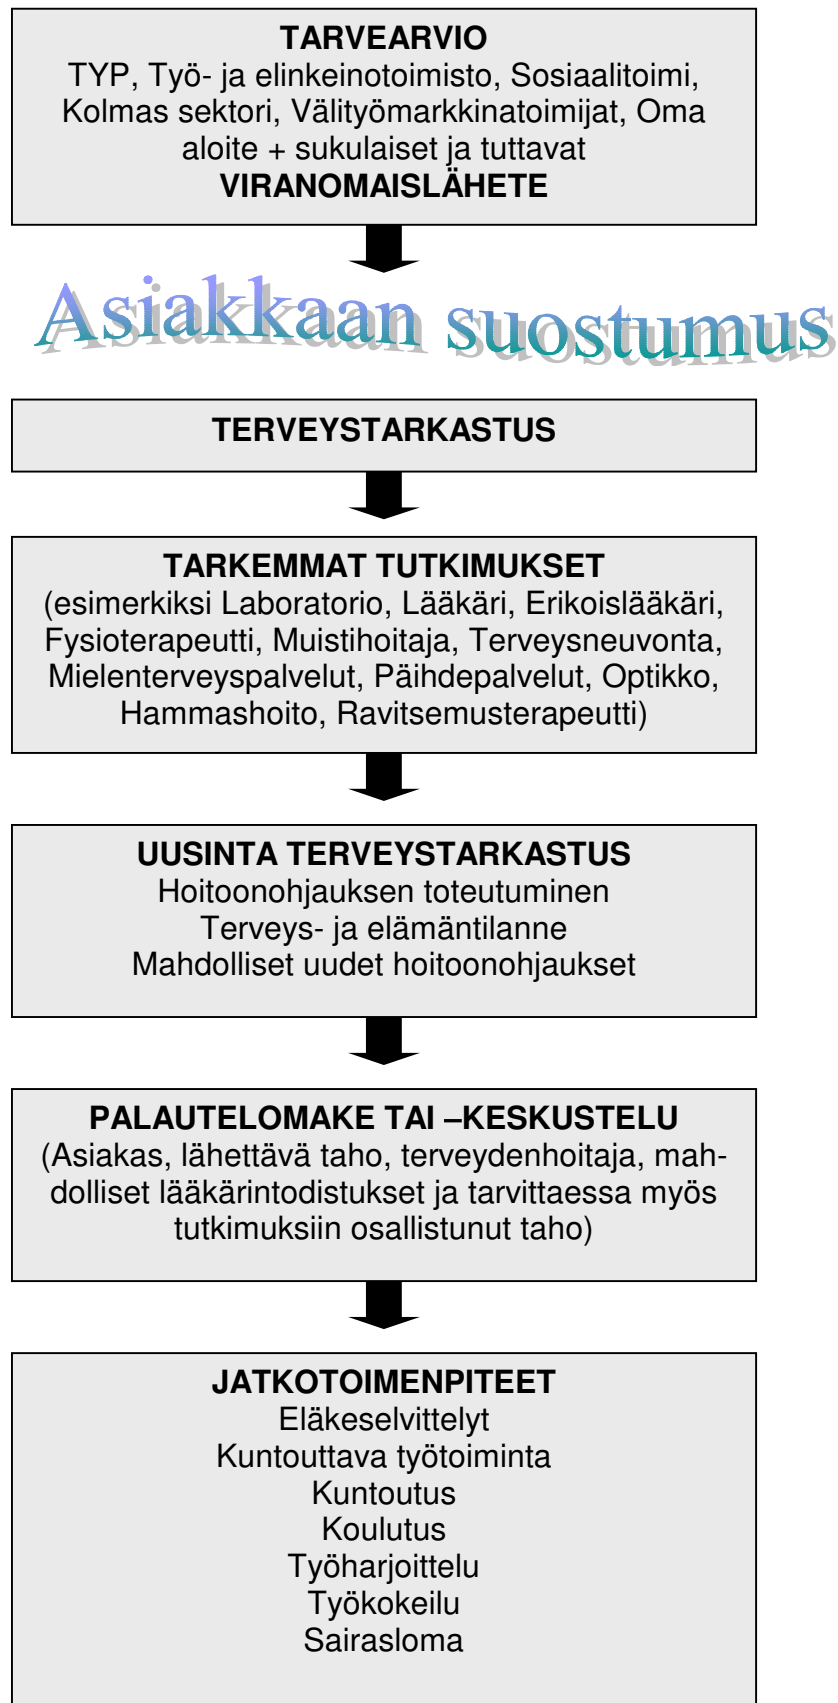 TARVEARVIO
TYP, Työ- ja elinkeinotoimisto, Sosiaalitoimi,
Kolmas sektori, Välityömarkkinatoimijat, Oma
aloite + sukulaiset ja tuttavat
VIRANOMAISLÄHETE
Asiakkaan suostumus
TERVEYSTARKASTUS
TARKEMMAT TUTKIMUKSET
(esimerkiksi Laboratorio, Lääkäri, Erikoislääkäri,
Fysioterapeutti, Muistihoitaja, Terveysneuvonta,
Mielenterveyspalvelut, Päihdepalvelut, Optikko,
Hammashoito, Ravitsemusterapeutti)
UUSINTA TERVEYSTARKASTUS
Hoitoonohjauksen toteutuminen
Terveys- ja elämäntilanne
Mahdolliset uudet hoitoonohjaukset
PALAUTELOMAKE TAI –KESKUSTELU
(Asiakas, lähettävä taho, terveydenhoitaja, mah-
dolliset lääkärintodistukset ja tarvittaessa myös
tutkimuksiin osallistunut taho)
JATKOTOIMENPITEET
Eläkeselvittelyt
Kuntouttava työtoiminta
Kuntoutus
Koulutus
Työharjoittelu
Työkokeilu
Sairasloma